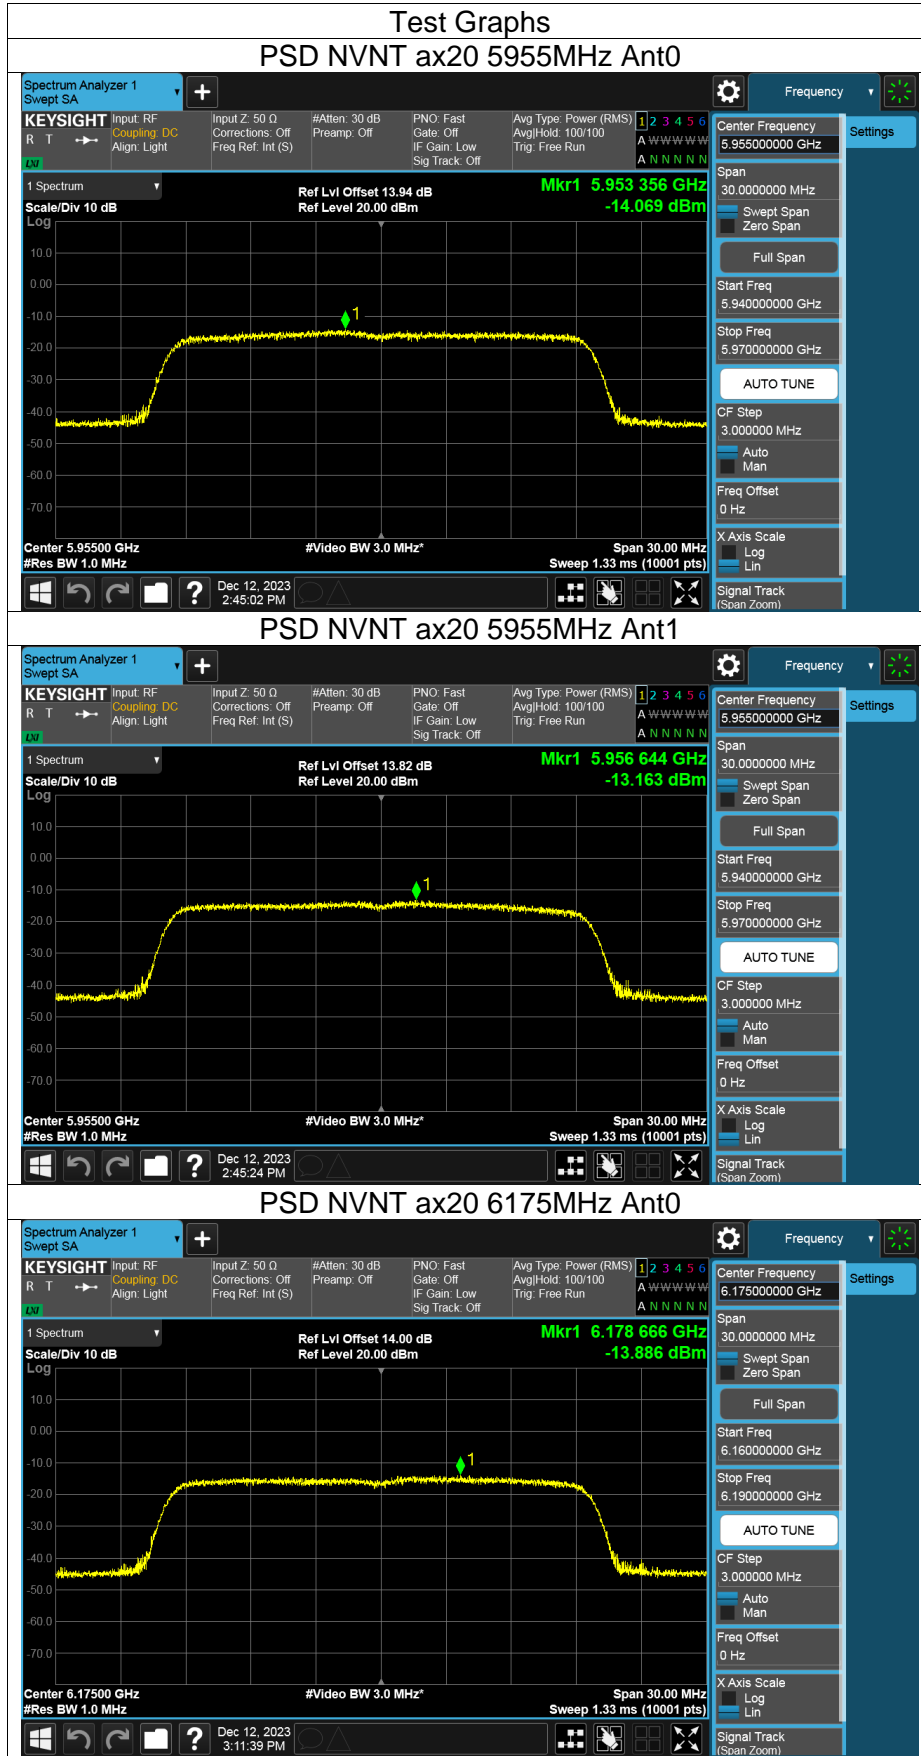 Test Graphs
PSD NVNT ax20 5955MHz Ant0
Spectrum Analyzer 1
Swept SA
Frequency
KEYSIGHT
R T
LXI
Input: RF
Coupling: DC
Align: Light
Input Z: 50 Ω
Corrections: Off
Freq Ref: Int (S)
#Atten: 30 dB
Preamp: Off
PNO: Fast
Gate: Off
IF Gain: Low
Sig Track: Off
Avg Type: Power (RMS)
Avg|Hold: 100/100
Trig: Free Run
1 2 3 4 5 6
A W W W W W
A N N N N N
Center Frequency
5.955000000 GHz
Settings
Span
30.0000000 MHz
Swept Span
Zero Span
Full Span
Start Freq
5.940000000 GHz
Stop Freq
5.970000000 GHz
AUTO TUNE
CF Step
3.000000 MHz
Auto
Man
Freq Offset
0 Hz
X Axis Scale
Log
Lin
Signal Track
(Span Zoom)
1 Spectrum
Scale/Div 10 dB
Log
Ref Lvl Offset 13.94 dB
Ref Level 20.00 dBm
Mkr1 5.953 356 GHz
-14.069 dBm
10.0
0.00
-10.0
-20.0
-30.0
-40.0
-50.0
-60.0
-70.0
1
Center 5.95500 GHz
#Res BW 1.0 MHz
#Video BW 3.0 MHz*
Span 30.00 MHz
Sweep 1.33 ms (10001 pts)
Dec 12, 2023
2:45:02 PM
PSD NVNT ax20 5955MHz Ant1
Spectrum Analyzer 1
Swept SA
Frequency
KEYSIGHT
R T
LXI
Input: RF
Coupling: DC
Align: Light
Input Z: 50 Ω
Corrections: Off
Freq Ref: Int (S)
#Atten: 30 dB
Preamp: Off
PNO: Fast
Gate: Off
IF Gain: Low
Sig Track: Off
Avg Type: Power (RMS)
Avg|Hold: 100/100
Trig: Free Run
1 2 3 4 5 6
A W W W W W
A N N N N N
Center Frequency
5.955000000 GHz
Settings
Span
30.0000000 MHz
Swept Span
Zero Span
Full Span
Start Freq
5.940000000 GHz
Stop Freq
5.970000000 GHz
AUTO TUNE
CF Step
3.000000 MHz
Auto
Man
Freq Offset
0 Hz
X Axis Scale
Log
Lin
Signal Track
(Span Zoom)
1 Spectrum
Scale/Div 10 dB
Log
Ref Lvl Offset 13.82 dB
Ref Level 20.00 dBm
Mkr1 5.956 644 GHz
-13.163 dBm
10.0
0.00
-10.0
-20.0
-30.0
-40.0
-50.0
-60.0
-70.0
1
Center 5.95500 GHz
#Res BW 1.0 MHz
#Video BW 3.0 MHz*
Span 30.00 MHz
Sweep 1.33 ms (10001 pts)
Dec 12, 2023
2:45:24 PM
PSD NVNT ax20 6175MHz Ant0
Spectrum Analyzer 1
Swept SA
Frequency
KEYSIGHT
R T
LXI
Input: RF
Coupling: DC
Align: Light
Input Z: 50 Ω
Corrections: Off
Freq Ref: Int (S)
#Atten: 30 dB
Preamp: Off
PNO: Fast
Gate: Off
IF Gain: Low
Sig Track: Off
Avg Type: Power (RMS)
Avg|Hold: 100/100
Trig: Free Run
1 2 3 4 5 6
A W W W W W
A N N N N N
Center Frequency
6.175000000 GHz
Settings
Span
30.0000000 MHz
Swept Span
Zero Span
Full Span
Start Freq
6.160000000 GHz
Stop Freq
6.190000000 GHz
AUTO TUNE
CF Step
3.000000 MHz
Auto
Man
Freq Offset
0 Hz
X Axis Scale
Log
Lin
Signal Track
(Span Zoom)
1 Spectrum
Scale/Div 10 dB
Log
Ref Lvl Offset 14.00 dB
Ref Level 20.00 dBm
Mkr1 6.178 666 GHz
-13.886 dBm
10.0
0.00
-10.0
-20.0
-30.0
-40.0
-50.0
-60.0
-70.0
1
Center 6.17500 GHz
#Res BW 1.0 MHz
#Video BW 3.0 MHz*
Span 30.00 MHz
Sweep 1.33 ms (10001 pts)
Dec 12, 2023
3:11:39 PM